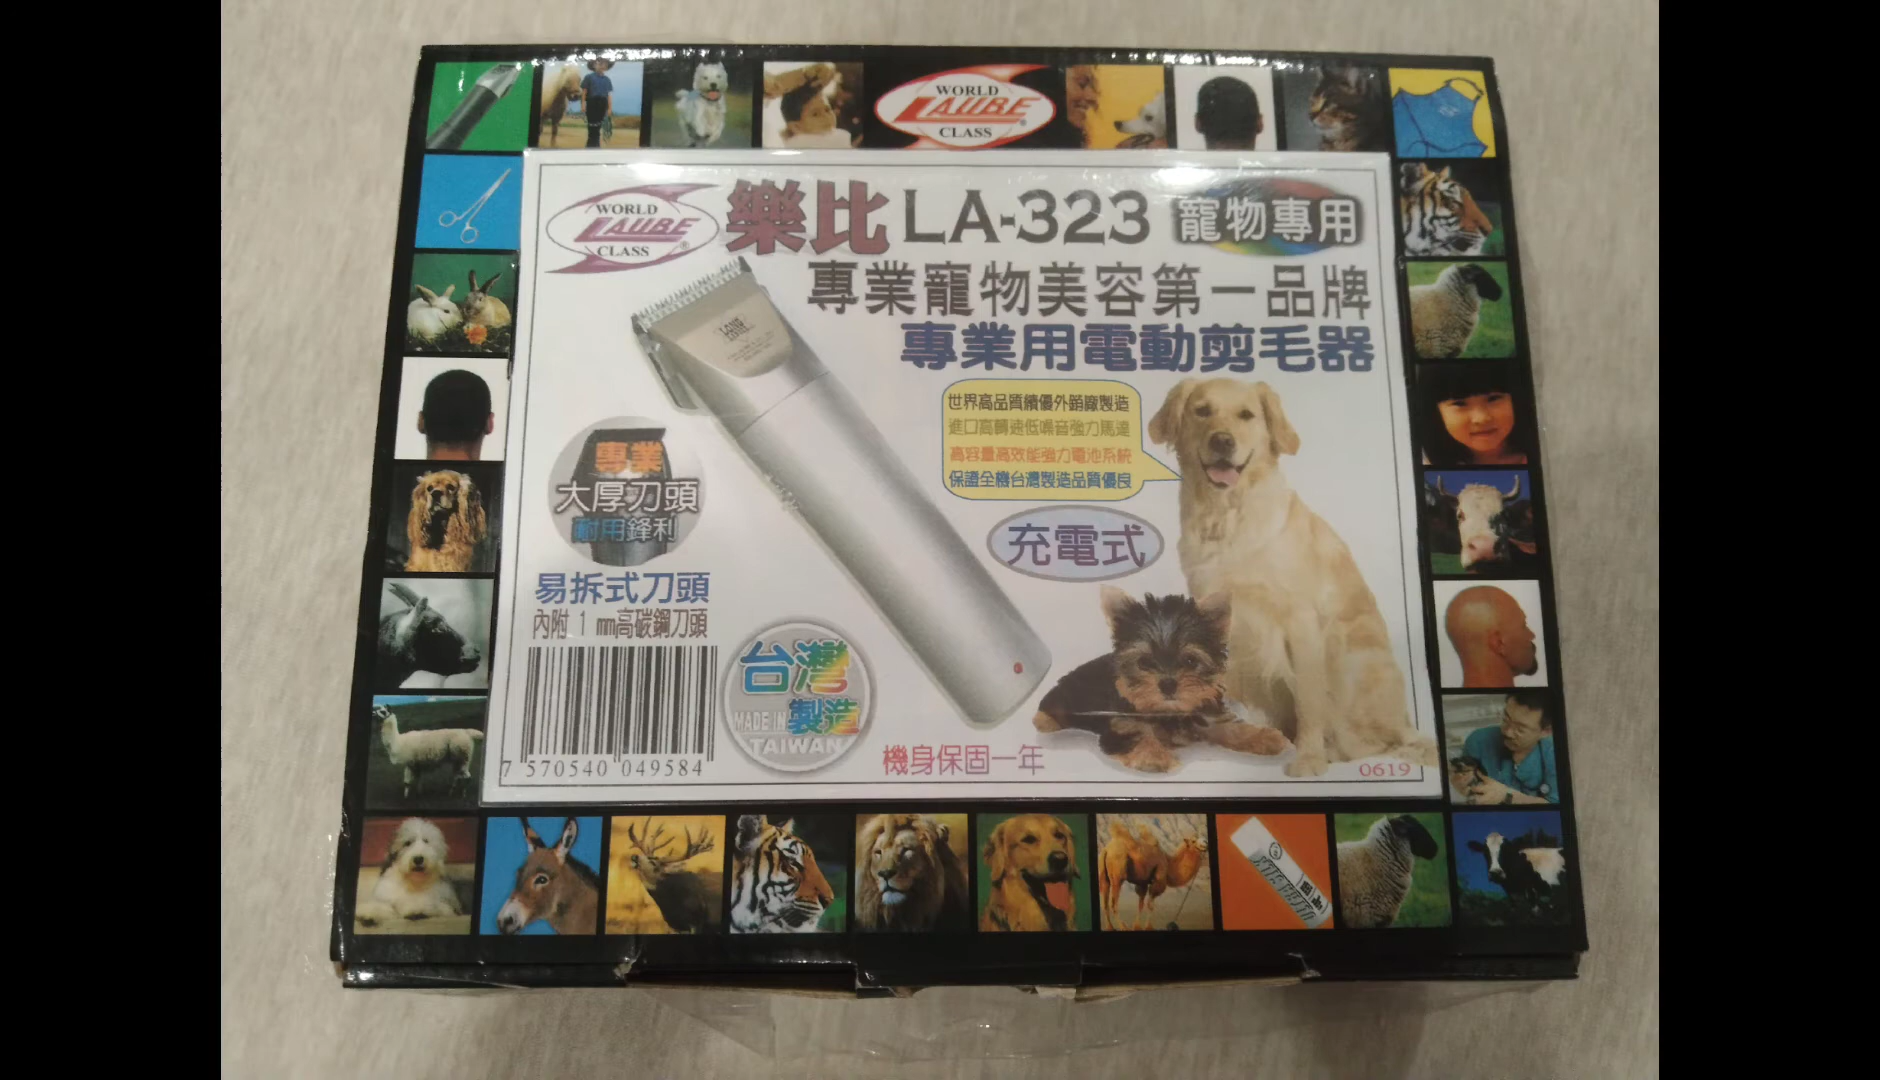 WORLD
LAUBE
CLASS
WORLD
LAUBE®
CLASS
樂比LA-323
寵物專用
專業寵物美容第一品牌
專業用電動剪毛器
世界高品質績優外銷廠製造
進口高轉速低噪音強力馬達
高容量高效能強力電池系統
保證全機台灣製造品質優良
充電式
專業
大厚刀頭
耐用鋒利
易拆式刀頭
內附 1 mm高碳鋼刀頭
7 570540 049584
台灣
MADE IN 製造
TAIWAN
機身保固一年
0619